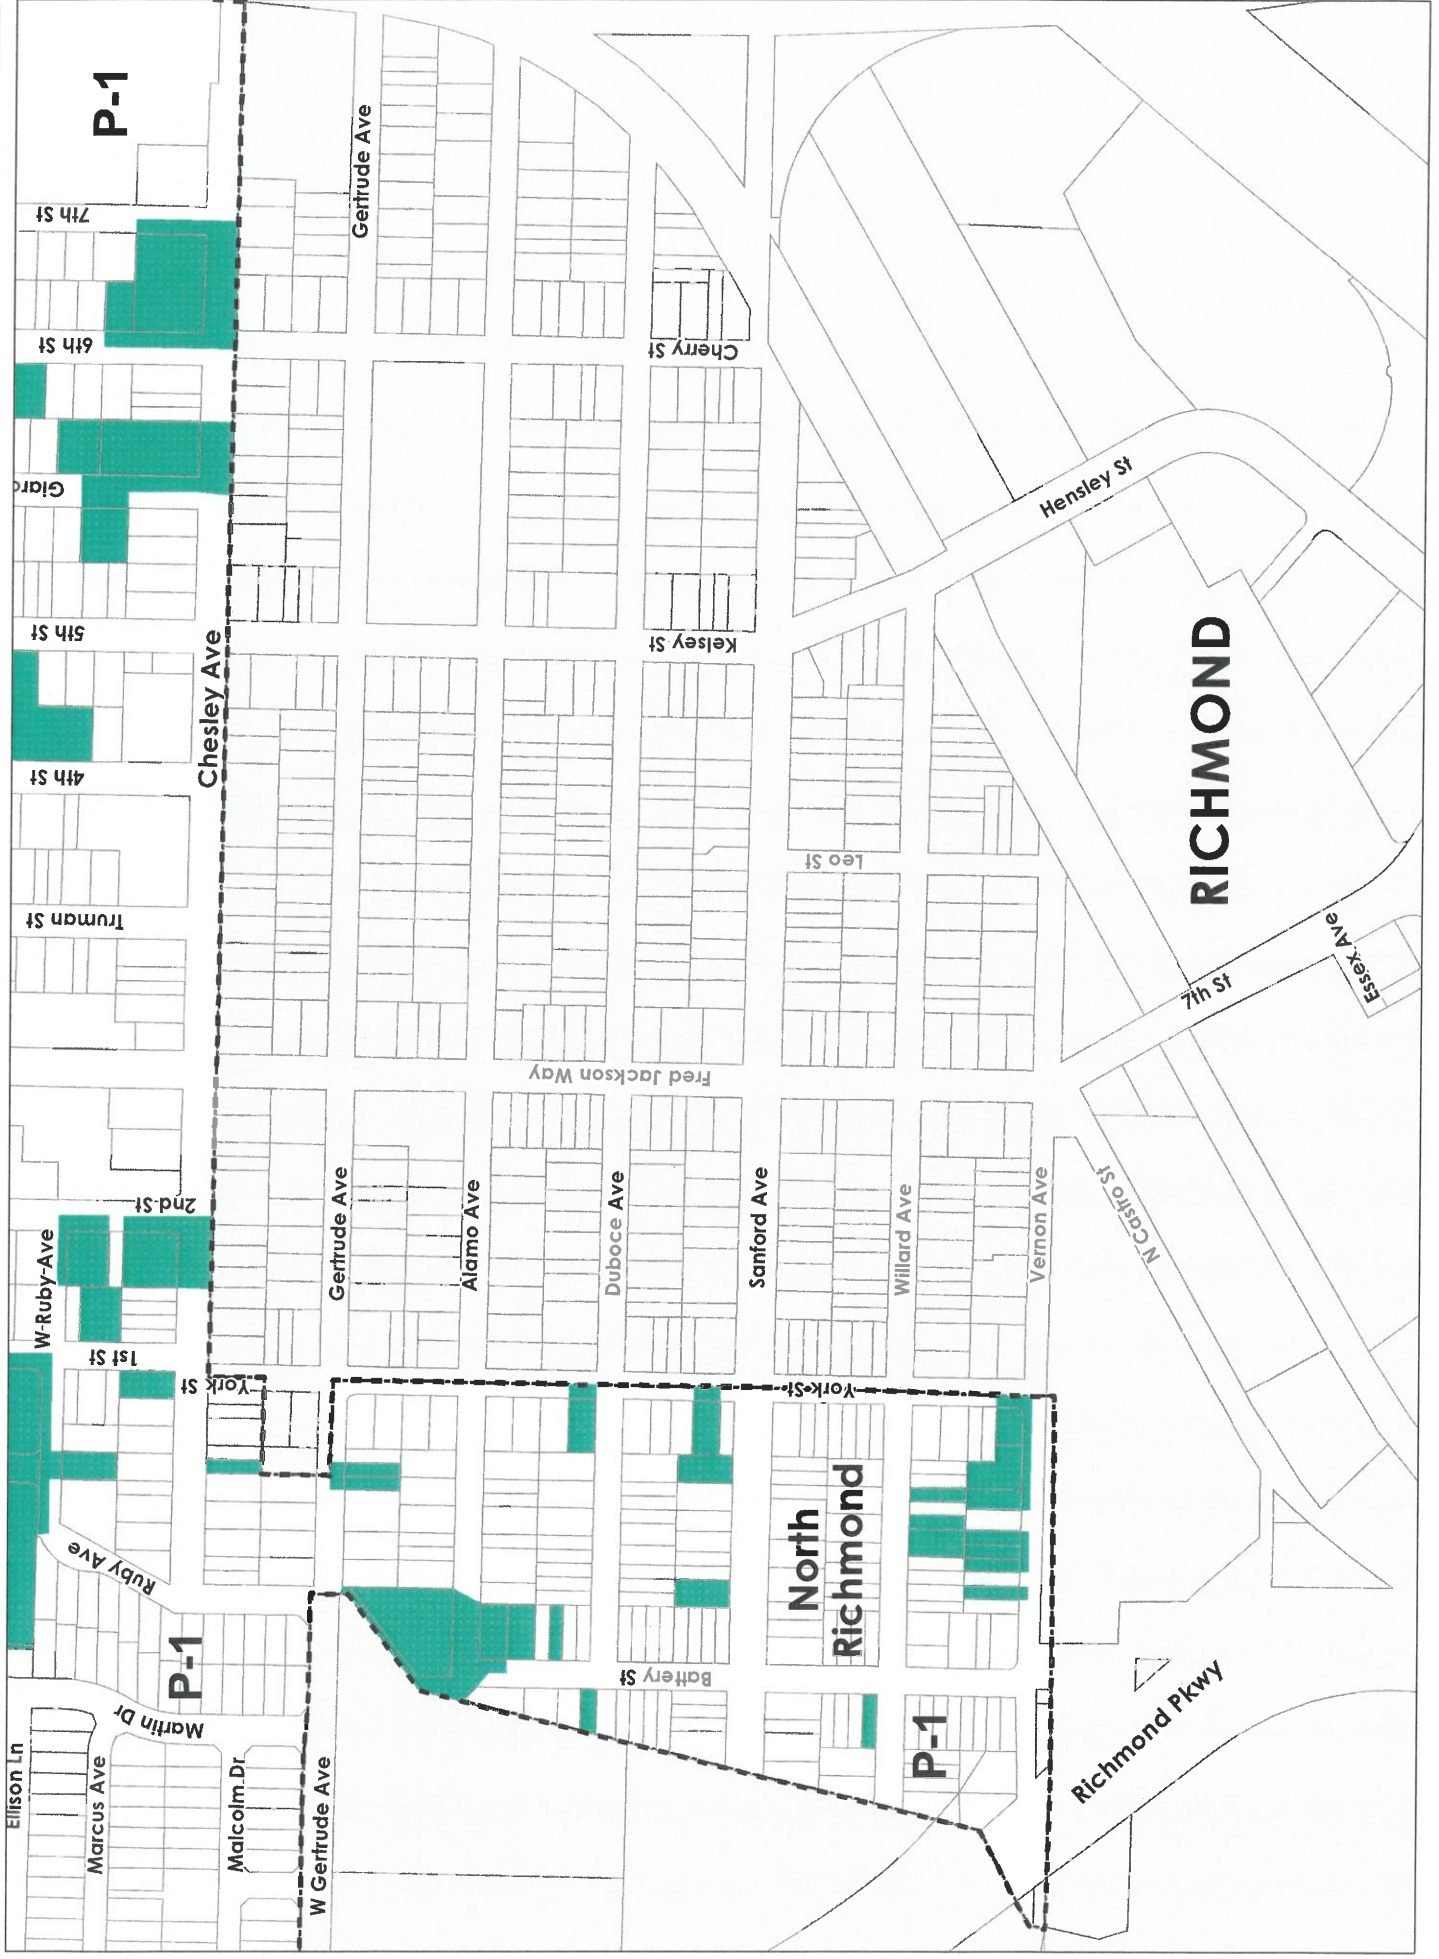 P-1
7th St
Gertrude Ave
6th St
Cherry St
Giaro
Hensley St
5th St
Kelsey St
Chesley Ave
RICHMOND
4th St
Leo St
Truman St
Essex Ave
7th St
Fred Jackson Way
2nd St
W Ruby Ave
Gertrude Ave
Alamo Ave
Duboce Ave
Sanford Ave
Willard Ave
Vernon Ave
N Castro St
1st St
York St
York St
Ruby Ave
North
Richmond
P-1
Battery St
Martin Dr
P-1
Richmond Pkwy
Ellison Ln
Marcus Ave
Malcolm Dr
W Gertrude Ave